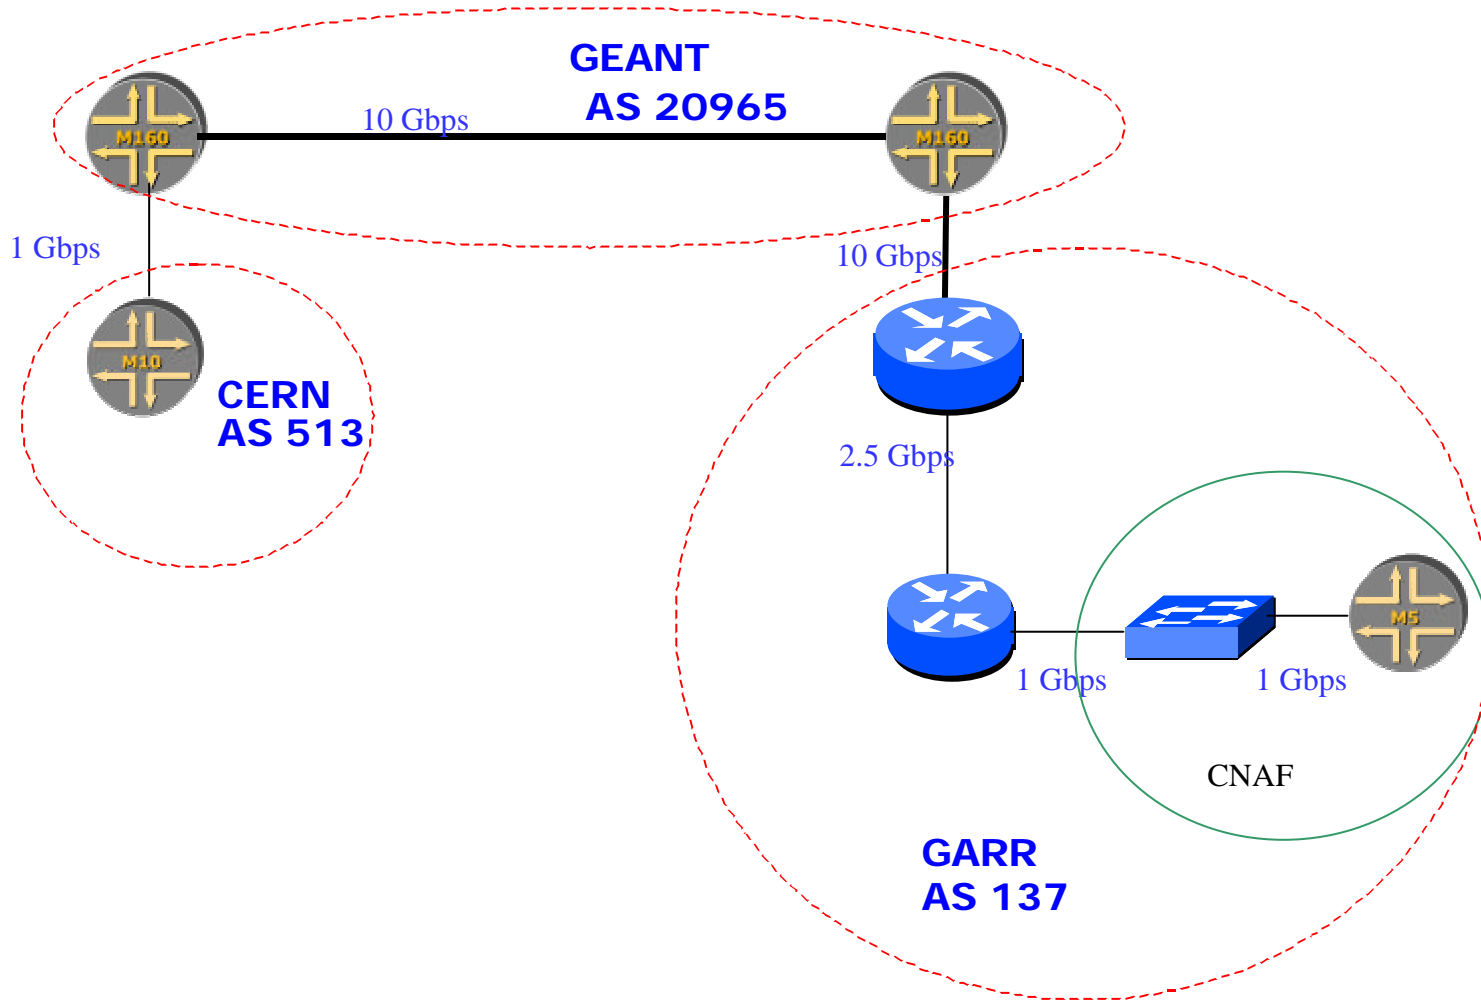 GEANT
AS 20965
10 Gbps
M160
M160
1 Gbps
10 Gbps
M10
CERN
AS 513
2.5 Gbps
M5
1 Gbps
1 Gbps
CNAF
GARR
AS 137